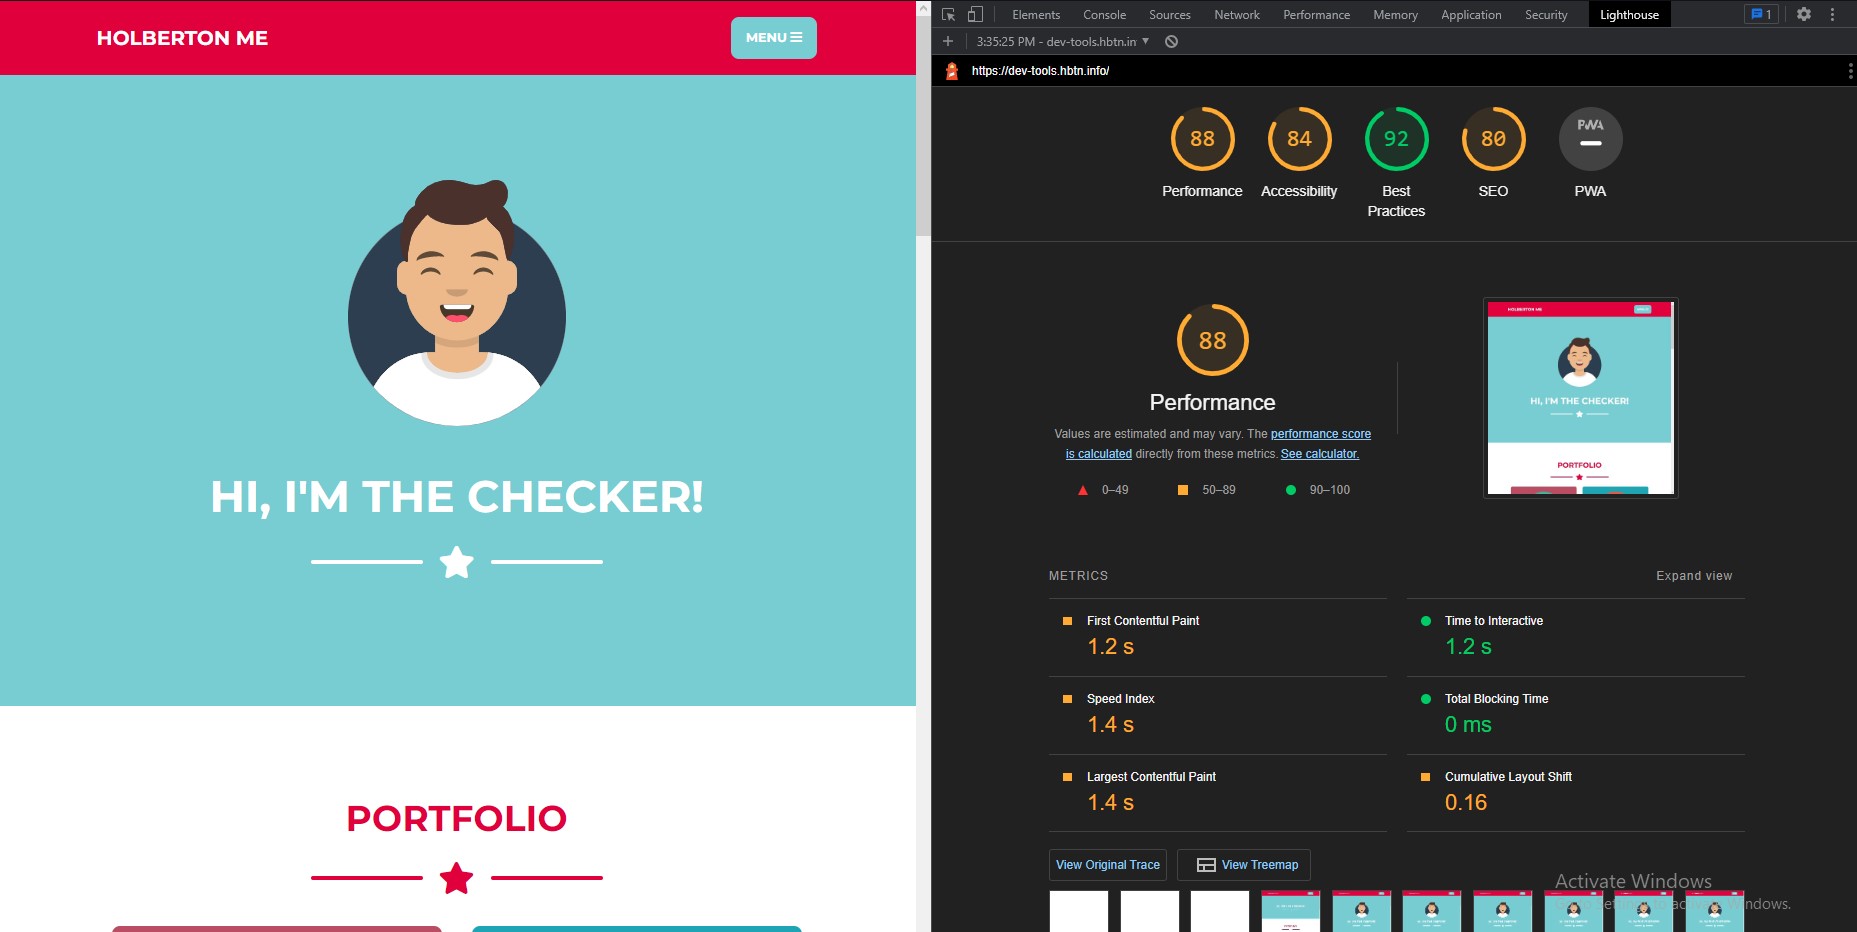 HOLBERTON ME
MENU
HI, I'M THE CHECKER!
PORTFOLIO
Elements Console Sources Network Performance Memory Application Security Lighthouse 1
3:35:25 PM - dev-tools.hbtn.in
https://dev-tools.hbtn.info/
88 84 92 80 PWA
Performance Accessibility Best Practices SEO PWA
88
Performance
Values are estimated and may vary. The performance score
is calculated directly from these metrics. See calculator.
0–49 50–89 90–100
HOLBERTON ME
HI, I'M THE CHECKER!
PORTFOLIO
METRICS Expand view
First Contentful Paint
1.2 s
Time to Interactive
1.2 s
Speed Index
1.4 s
Total Blocking Time
0 ms
Largest Contentful Paint
1.4 s
Cumulative Layout Shift
0.16
View Original Trace View Treemap
Activate Windows
Windows.